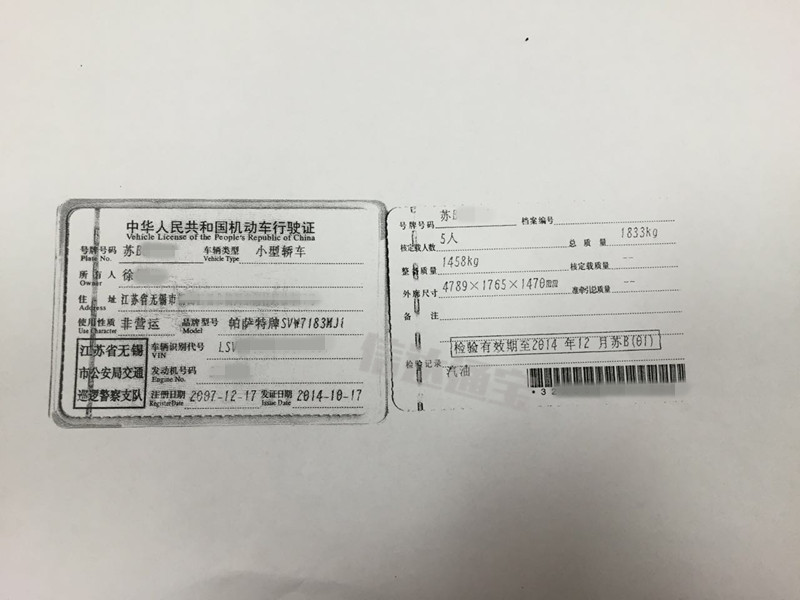 中华人民共和国机动车行驶证
Vehicle License of the People's Republic of China
号牌号码 苏B 车辆类型 小型轿车
Plate No. Vehicle Type
所有人 徐
Owner
住址 江苏省无锡市
Address
使用性质 非营运 品牌型号 帕萨特牌SVW7183MJi
Use Character Model
江苏省无锡
市公安局交通
巡逻警察支队
车辆识别代号 LSV
VIN
发动机号码
Engine No.
注册日期 2007-12-17 发证日期 2014-10-17
Register Date Issue Date
号牌号码 苏B 档案编号
核定载人数 5人 总质量 1833kg
整备质量 1458kg 核定载质量 --
外廓尺寸 4789×1765×1470 准牵引总质量 --
备注
检验有效期至2014年12月苏B(01)
检验记录
汽油